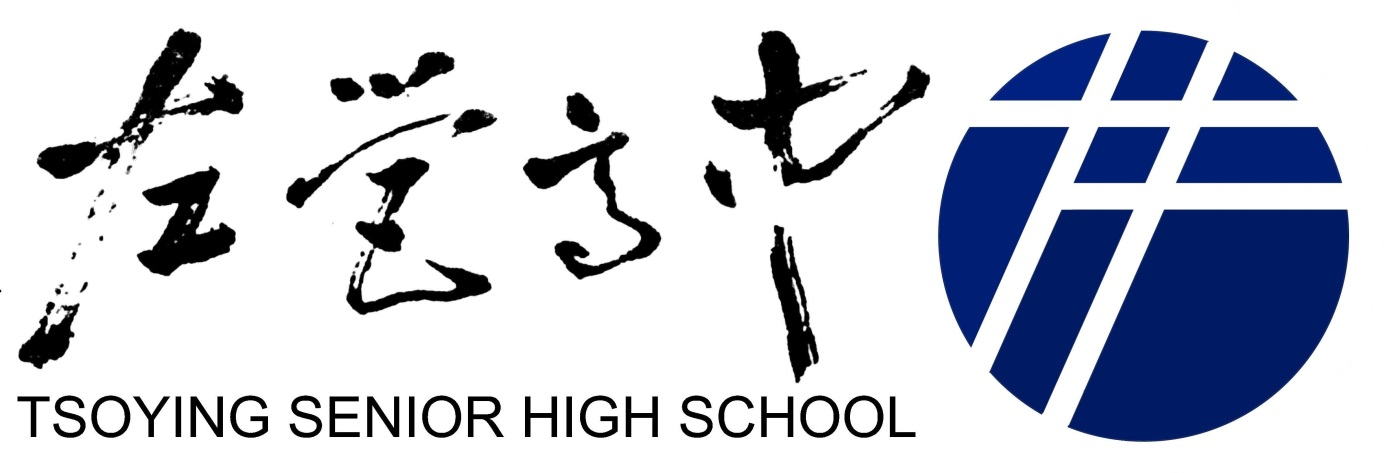 左營高中
TSOYING SENIOR HIGH SCHOOL